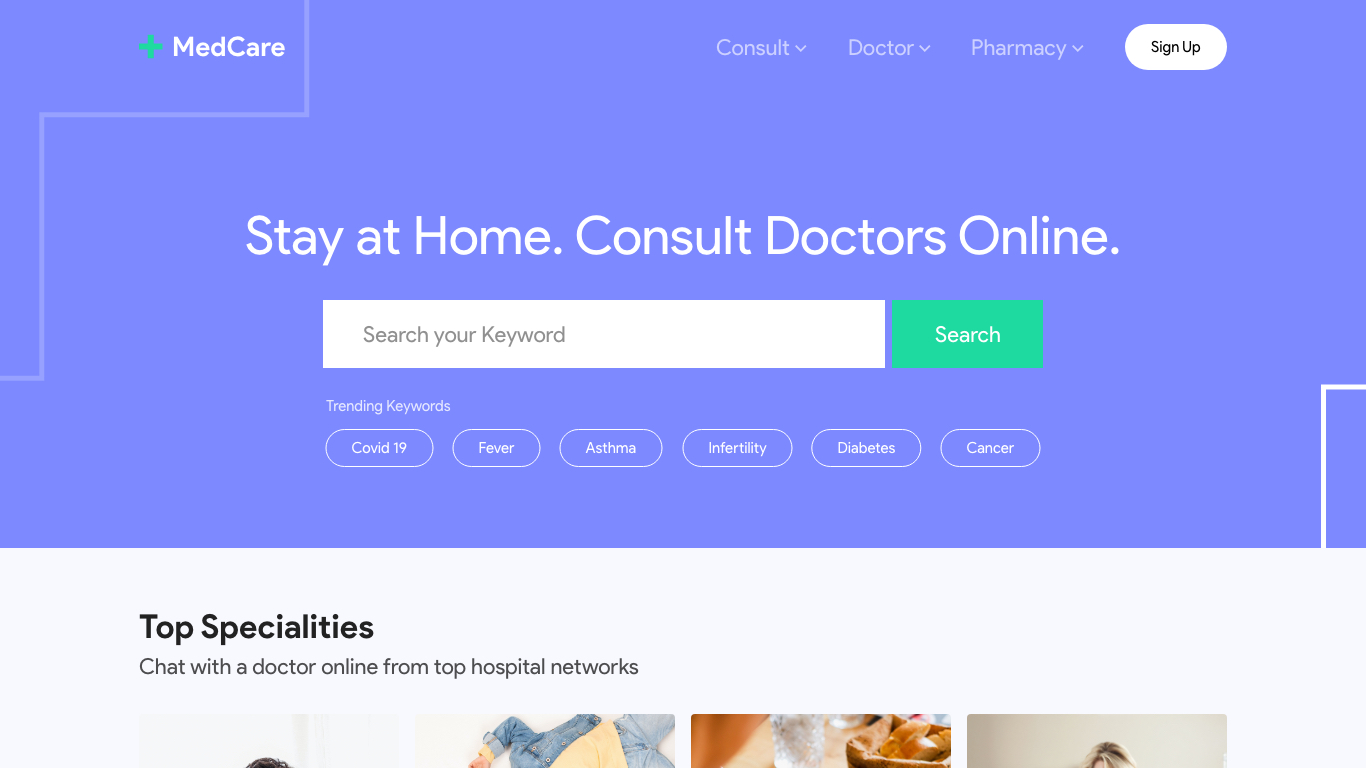 MedCare
Consult
Doctor
Pharmacy
Sign Up
Stay at Home. Consult Doctors Online.
Search your Keyword
Search
Trending Keywords
Covid 19
Fever
Asthma
Infertility
Diabetes
Cancer
Top Specialities
Chat with a doctor online from top hospital networks